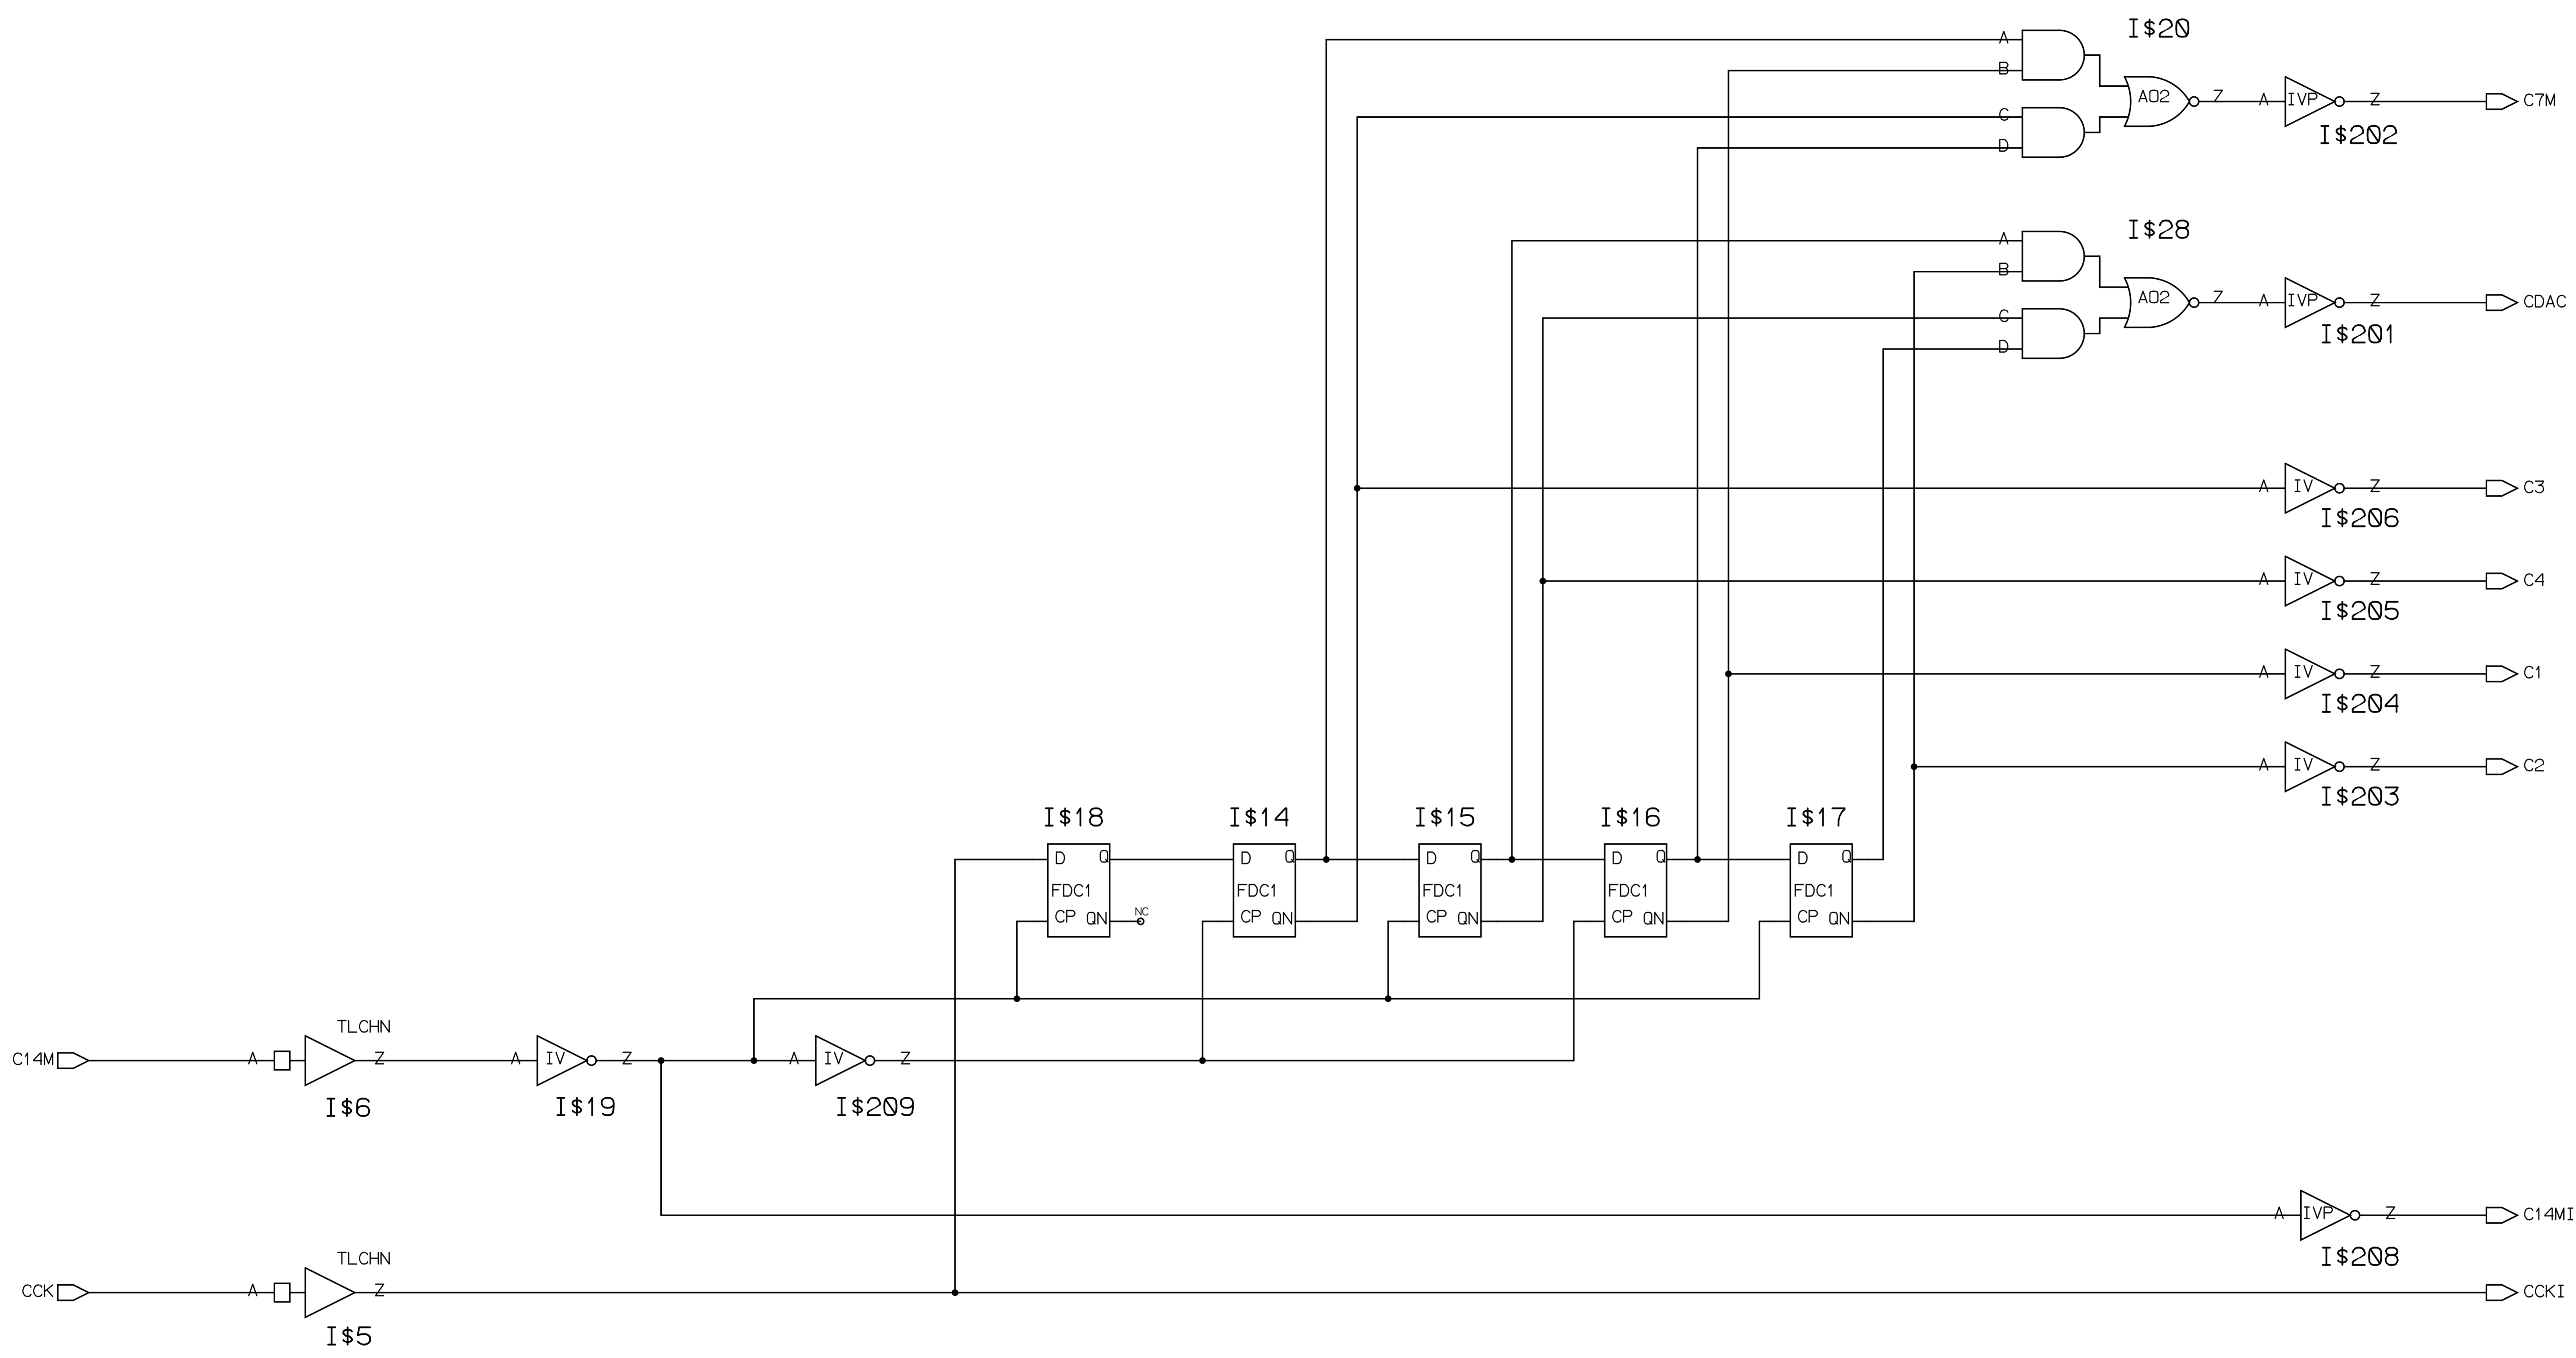 I$20
A
B
C
D
AO2
Z
A
IVP
Z
C7M
I$202
I$28
A
B
C
D
AO2
Z
A
IVP
Z
CDAC
I$201
A
IV
Z
C3
I$206
A
IV
Z
C4
I$205
A
IV
Z
C1
I$204
A
IV
Z
C2
I$203
I$18
I$14
I$15
I$16
I$17
D Q
FDC1
CP QN
NC
D Q
FDC1
CP QN
D Q
FDC1
CP QN
D Q
FDC1
CP QN
D Q
FDC1
CP QN
C14M
A
TLCHN
Z
I$6
A
IV
Z
I$19
A
IV
Z
I$209
A
IVP
Z
C14MI
I$208
CCK
A
TLCHN
Z
I$5
CCKI